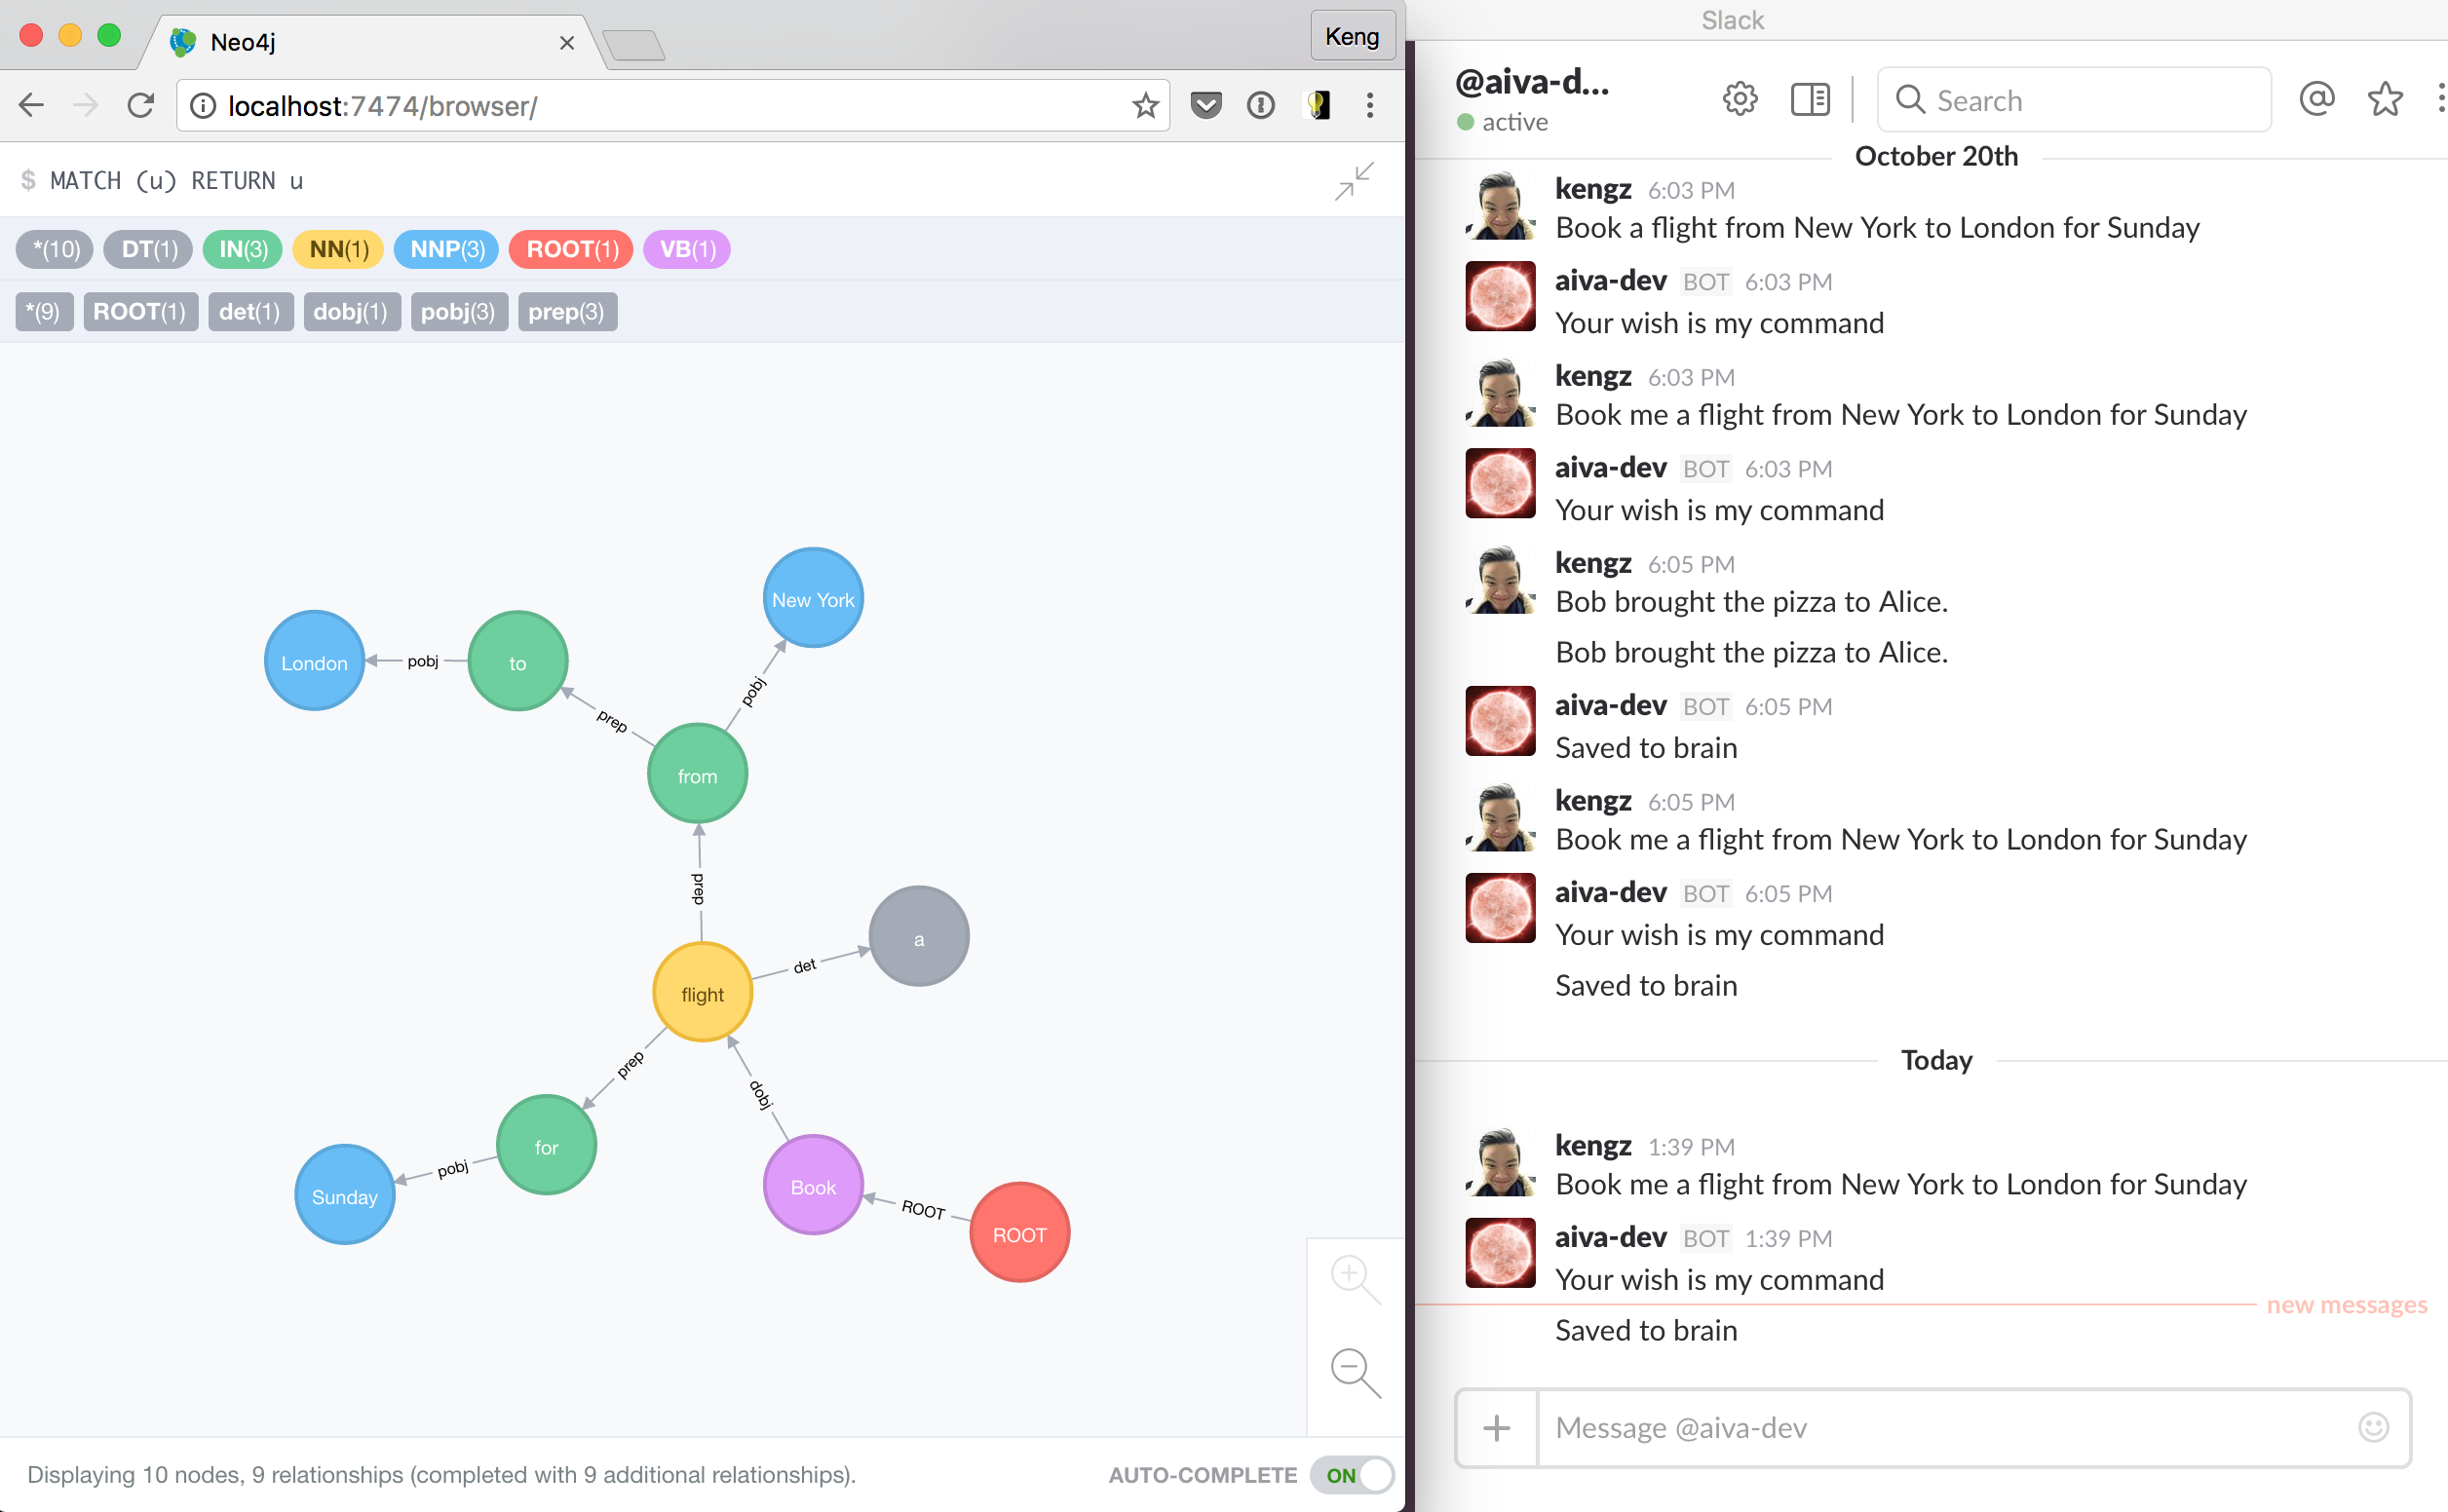 Neo4j
Keng
localhost:7474/browser/
$ MATCH (u) RETURN u
*(10) DT(1) IN(3) NN(1) NNP(3) ROOT(1) VB(1)
*(9) ROOT(1) det(1) dobj(1) pobj(3) prep(3)
New York
London
pobj
to
pobj
prep
from
prep
a
det
flight
prep
dobj
for
pobj
Sunday
Book
ROOT
ROOT
Displaying 10 nodes, 9 relationships (completed with 9 additional relationships).
AUTO-COMPLETE ON
Slack
@aiva-d...
active
Search
October 20th
kengz 6:03 PM
Book a flight from New York to London for Sunday
aiva-dev BOT 6:03 PM
Your wish is my command
kengz 6:03 PM
Book me a flight from New York to London for Sunday
aiva-dev BOT 6:03 PM
Your wish is my command
kengz 6:05 PM
Bob brought the pizza to Alice.
Bob brought the pizza to Alice.
aiva-dev BOT 6:05 PM
Saved to brain
kengz 6:05 PM
Book me a flight from New York to London for Sunday
aiva-dev BOT 6:05 PM
Your wish is my command
Saved to brain
Today
kengz 1:39 PM
Book me a flight from New York to London for Sunday
aiva-dev BOT 1:39 PM
Your wish is my command
new messages
Saved to brain
Message @aiva-dev